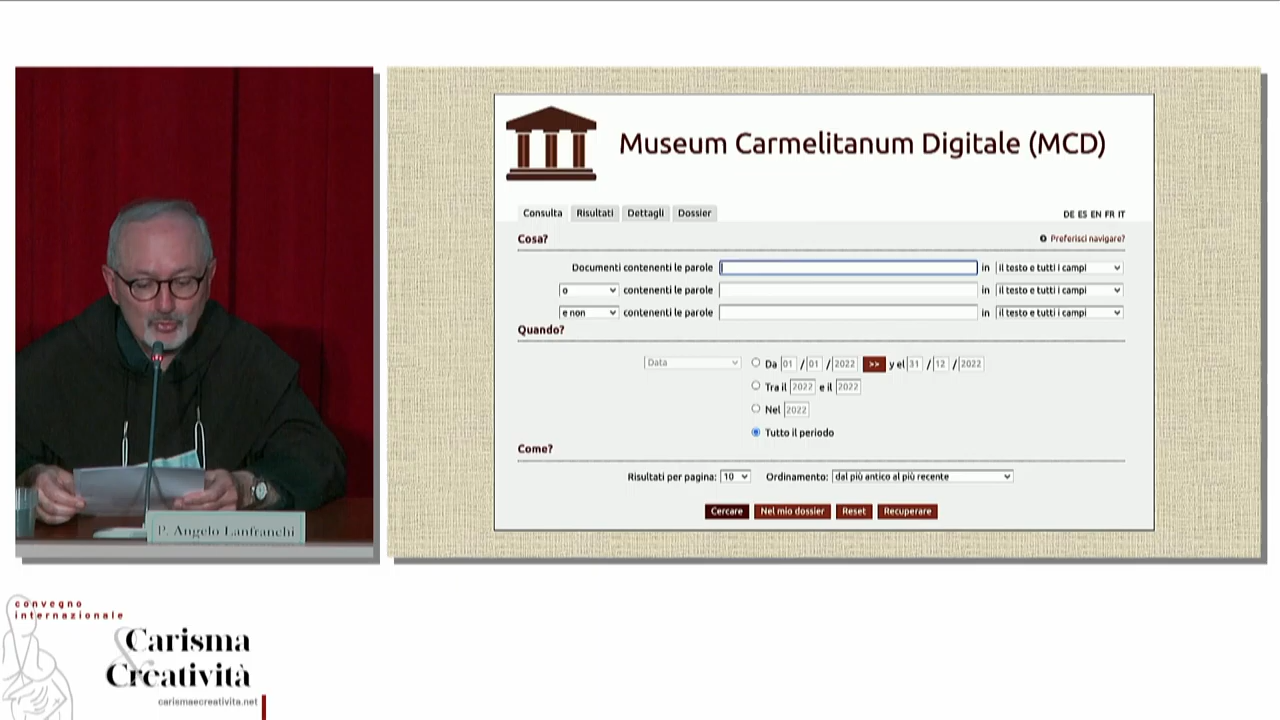 Museum Carmelitanum Digitale (MCD)
Consulta Risultati Dettagli Dossier
DE ES EN FR IT
Cosa?
Preferisci navigare?
Documenti contenenti le parole in il testo e tutti i campi
o contenenti le parole in il testo e tutti i campi
e non contenenti le parole in il testo e tutti i campi
Quando?
Data Da 01 / 01 / 2022 >> y el 31 / 12 / 2022
Tra il 2022 e il 2022
Nel 2022
Tutto il periodo
Come?
Risultati per pagina: 10 Ordinamento: dal più antico al più recente
Cercare Nel mio dossier Reset Recuperare
P. Angelo Lanfranchi
convegno
internazionale
Carisma
&
Creatività
carismaecreativita.net